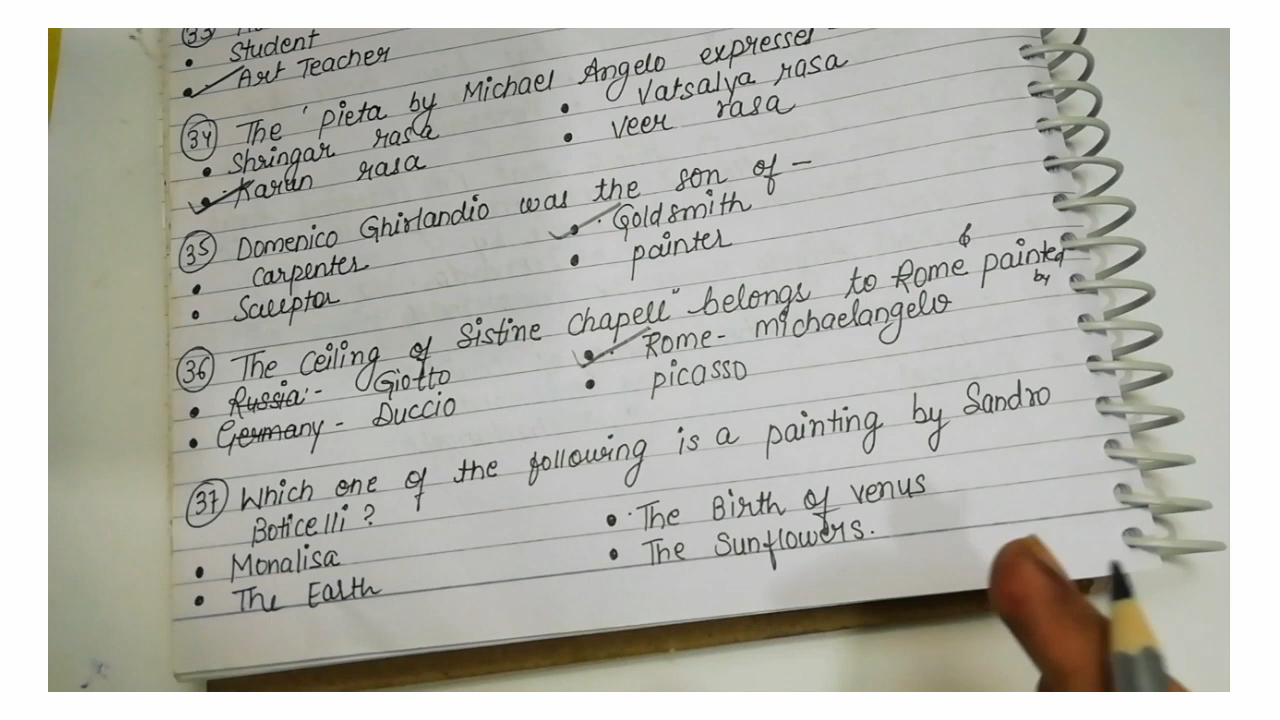 33
• Student
• Art Teacher
34 The 'pieta by Michael Angelo expresses
• Shringar rasa • Vatsalya rasa
• Karun rasa • veer rasa
35 Domenico Ghirlandio was the son of -
• Carpenter • Goldsmith
• Sculptor • painter
36 The ceiling of Sistine Chapell" belongs to Rome & painted by
• Russia :- Giotto • Rome - michaelangelo
• Germany - Duccio • picasso
37 Which one of the following is a painting by Sandro
Boticelli ?
• Monalisa • The Birth of venus
• The Earth • The Sunflowers.